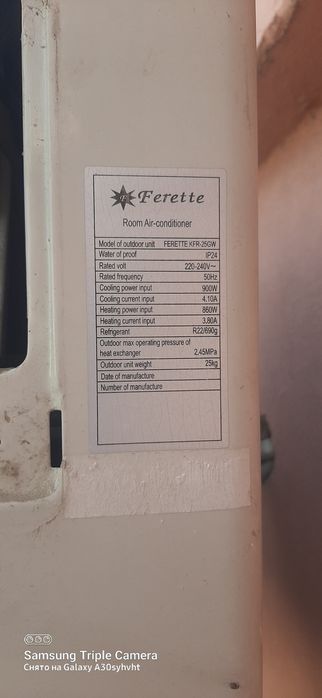 Ferette
Room Air-conditioner
Model of outdoor unit FERETTE KFR-25GW
Water of proof IP24
Rated volt 220-240V~
Rated frequency 50Hz
Cooling power input 900W
Cooling current input 4.10A
Heating power input 860W
Heating current input 3.80A
Refrigerant R22/690g
Outdoor max operating pressure of
heat exchanger 2.45MPa
Outdoor unit weight 25kg
Date of manufacture
Number of manufacture
Samsung Triple Camera
Снято на Galaxy A30syhvht